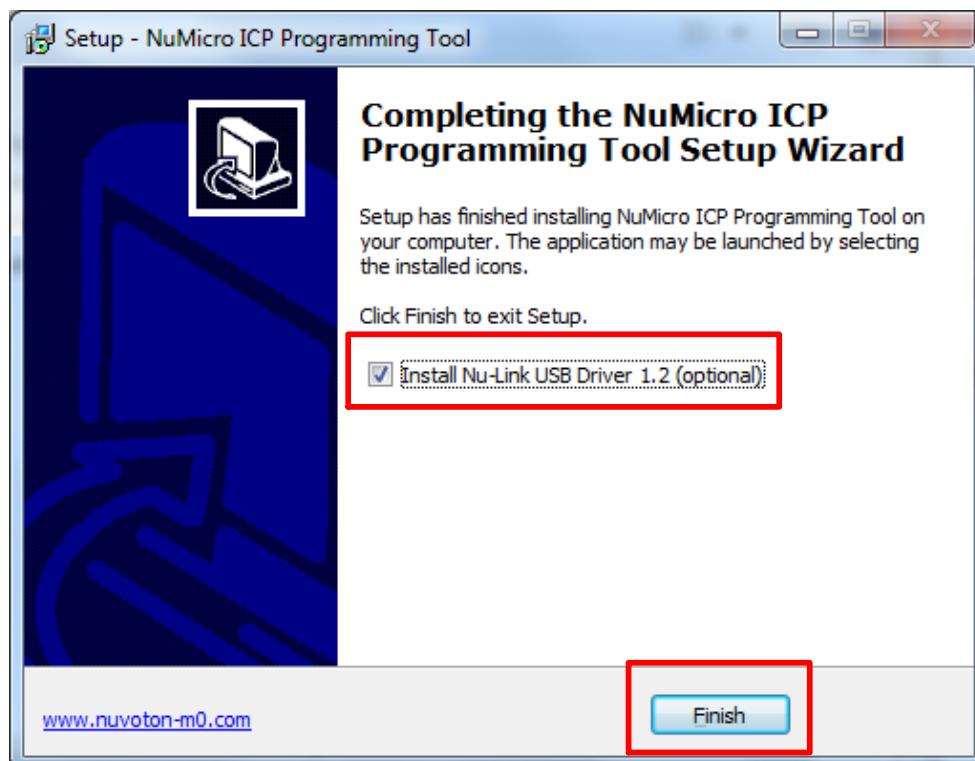 Setup - NuMicro ICP Programming Tool
Completing the NuMicro ICP
Programming Tool Setup Wizard
Setup has finished installing NuMicro ICP Programming Tool on
your computer. The application may be launched by selecting
the installed icons.
Click Finish to exit Setup.
Install Nu-Link USB Driver 1.2 (optional)
www.nuvoton-m0.com
Finish